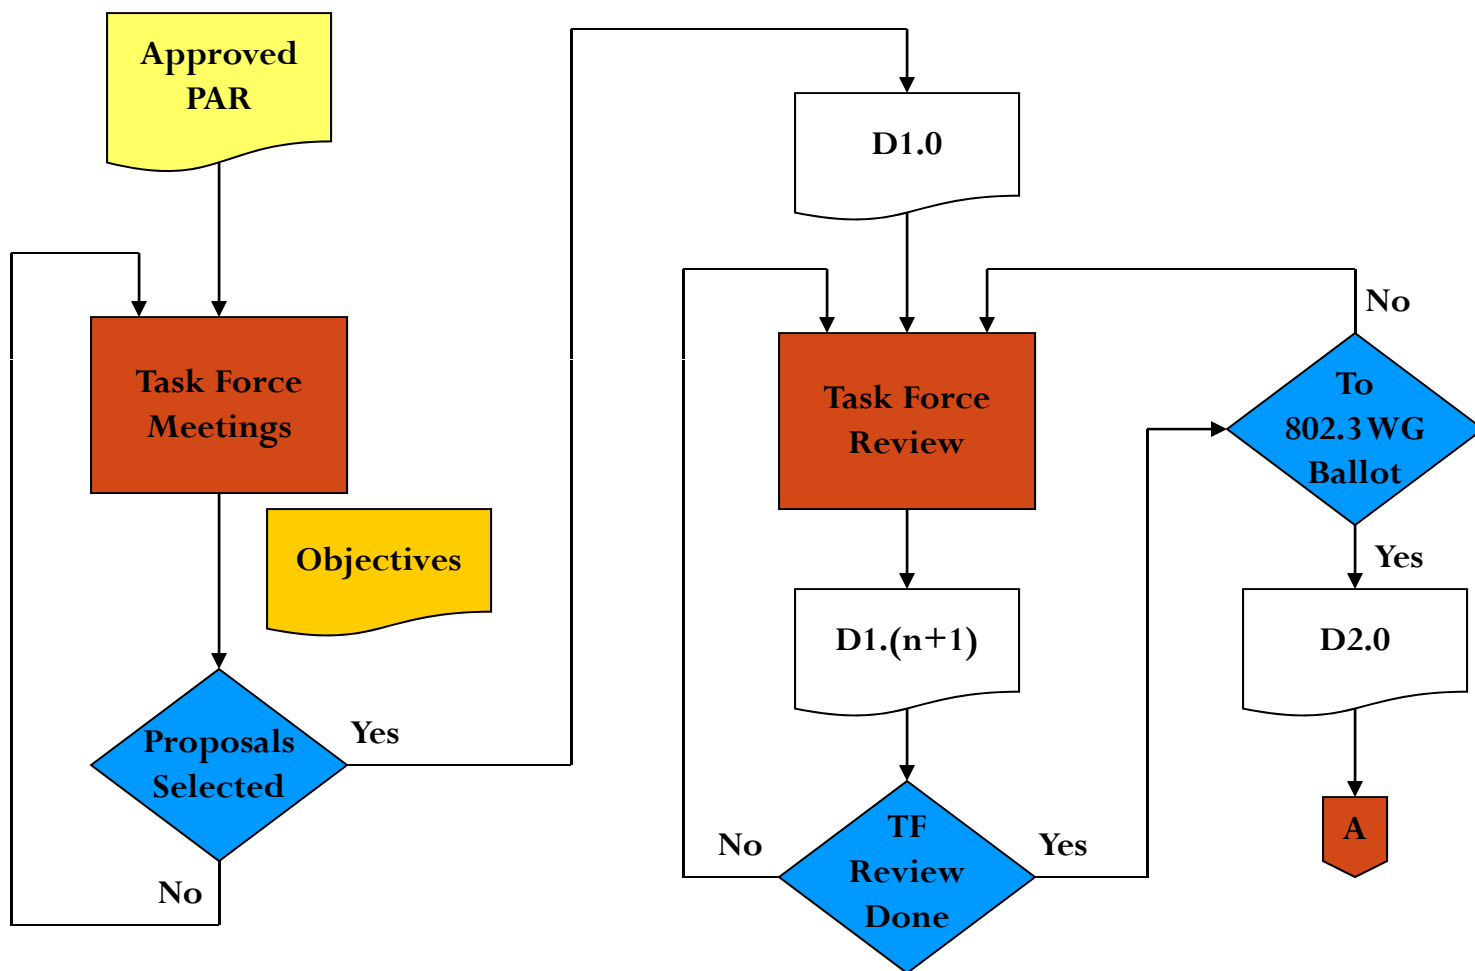 Approved
PAR
Task Force
Meetings
Objectives
Proposals
Selected
Yes
No
D1.0
Task Force
Review
D1.(n+1)
TF
Review
Done
No
Yes
To
802.3 WG
Ballot
No
Yes
D2.0
A